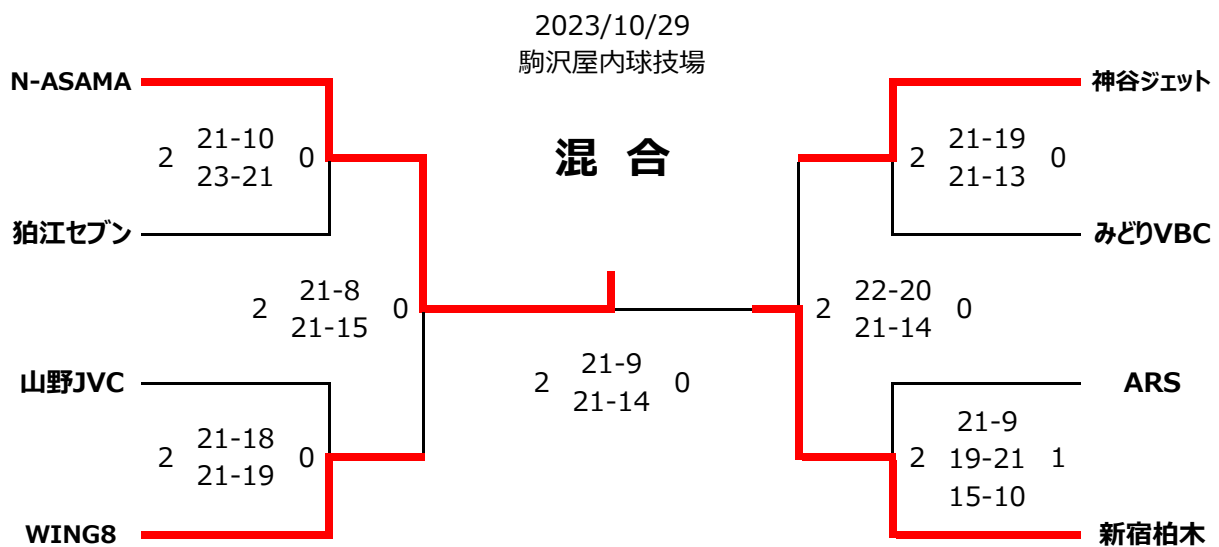 2023/10/29
駒沢屋内球技場
混 合
N-ASAMA
2 21-10 0
23-21
狛江セブン
2 21-8 0
21-15
山野JVC
2 21-18 0
21-19
WING8
2 21-9 0
21-14
神谷ジェット
2 21-19 0
21-13
みどりVBC
2 22-20 0
21-14
ARS
21-9
2 19-21 1
15-10
新宿柏木